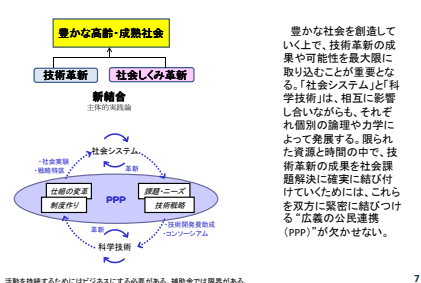 豊かな高齢・成熟社会
技術革新
社会しくみ革新
新結合
主体的実践論
社会システム
・社会実験
・戦略特区
革新
仕組の変革
制度作り
PPP
課題・ニーズ
技術戦略
革新
・技術開発費助成
・コンソーシアム
科学技術
豊かな社会を創造して
いく上で、技術革新の成
果や可能性を最大限に
取り込むことが重要とな
る。「社会システム」と「科
学技術」は、相互に影響
し合いながらも、それぞ
れ個別の論理や力学に
よって発展する。限られ
た資源と時間の中で、技
術革新の成果を社会課
題解決に確実に結び付
けていくためには、これら
を双方に緊密に結びつけ
る“広義の公民連携
(PPP)”が欠かせない。
活動を持続するためにはビジネスにする必要がある。補助金では限界がある。
7